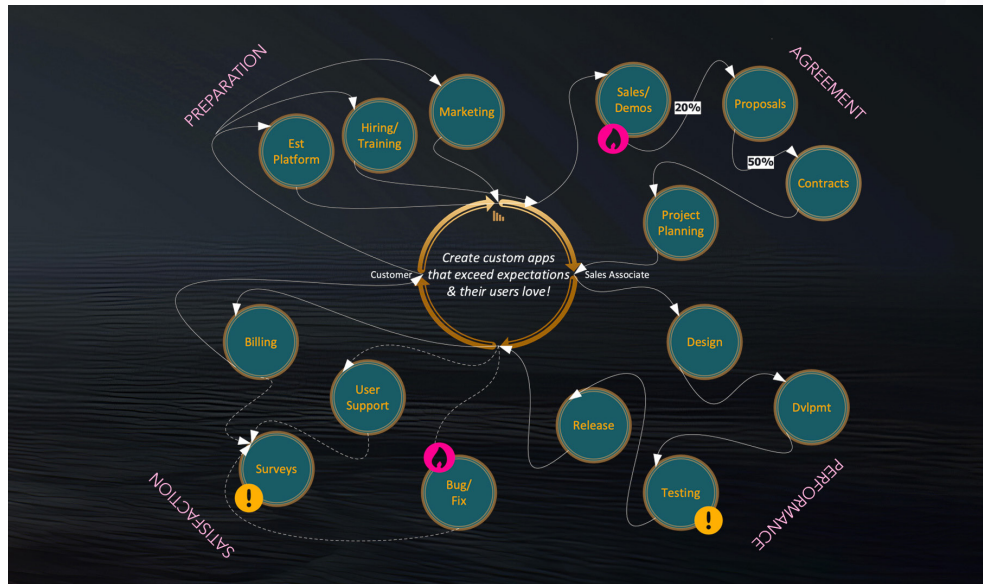 PREPARATION
AGREEMENT
Marketing
Hiring/
Training
Est
Platform
Sales/
Demos
20%
Proposals
50%
Contracts
Project
Planning
Create custom apps
that exceed expectations
& their users love!
Customer
Sales Associate
Billing
User
Support
Surveys
Bug/
Fix
Design
Dvlpmt
Release
Testing
!
!
SATISFACTION
PERFORMANCE